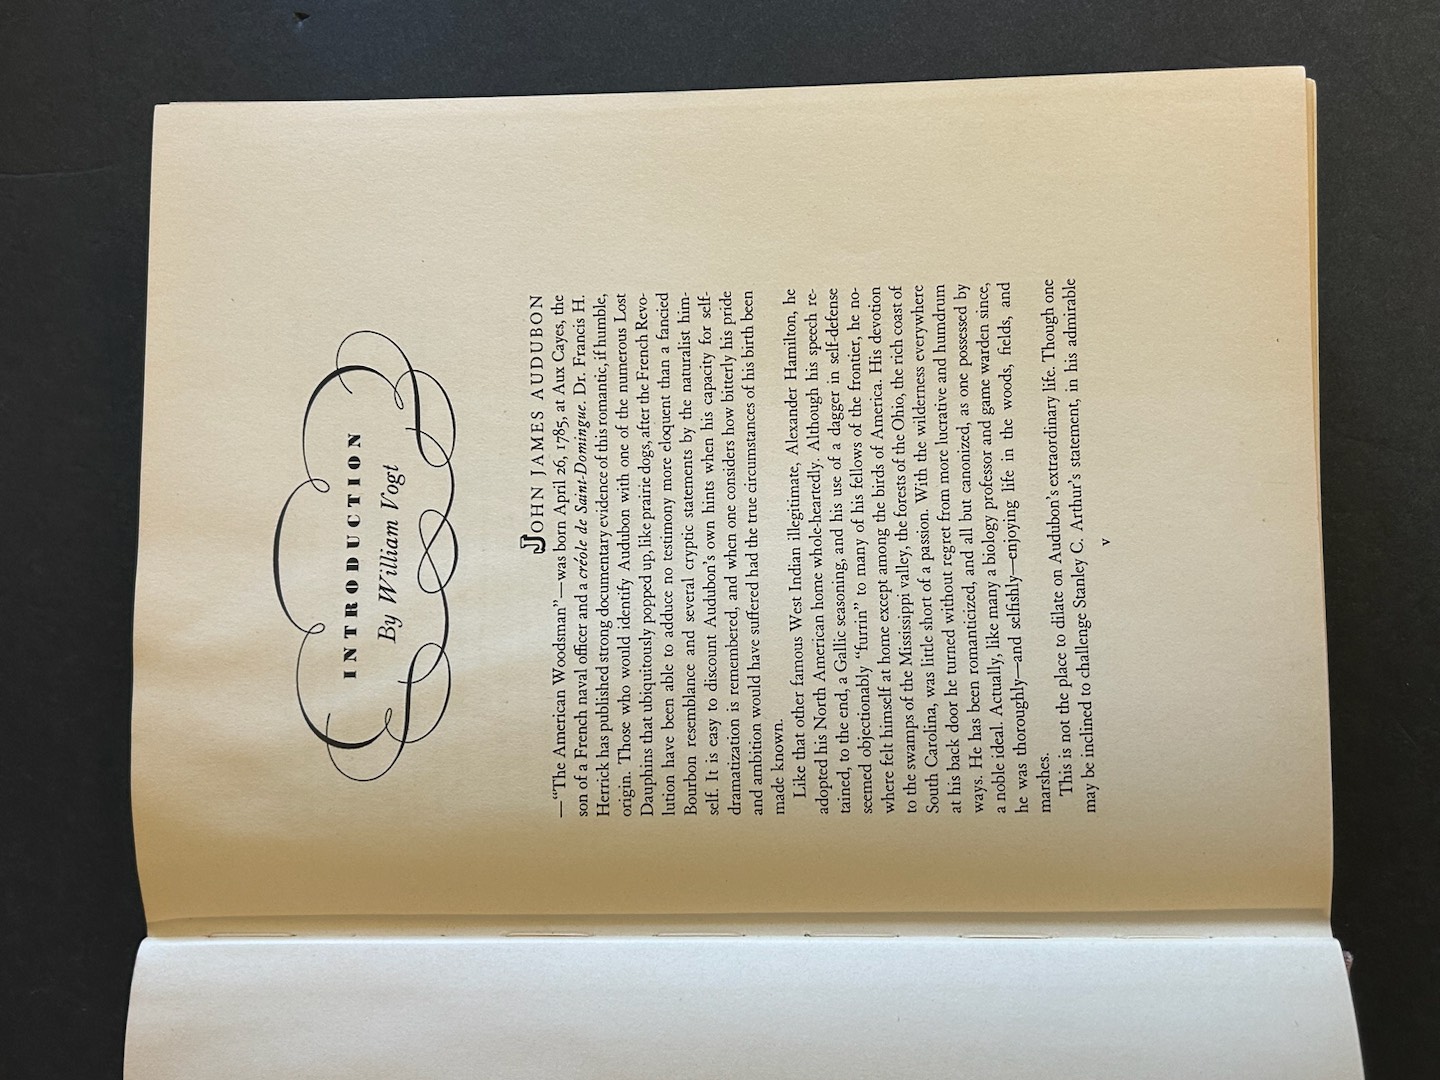 INTRODUCTION
By William Vogt
JOHN JAMES AUDUBON
—"The American Woodsman"—was born April 26, 1785, at Aux Cayes, the
son of a French naval officer and a créole de Saint-Domingue. Dr. Francis H.
Herrick has published strong documentary evidence of this romantic, if humble,
origin. Those who would identify Audubon with one of the numerous Lost
Dauphins that ubiquitously popped up, like prairie dogs, after the French Revo-
lution have been able to adduce no testimony more eloquent than a fancied
Bourbon resemblance and several cryptic statements by the naturalist him-
self. It is easy to discount Audubon's own hints when his capacity for self-
dramatization is remembered, and when one considers how bitterly his pride
and ambition would have suffered had the true circumstances of his birth been
made known.
Like that other famous West Indian illegitimate, Alexander Hamilton, he
adopted his North American home whole-heartedly. Although his speech re-
tained, to the end, a Gallic seasoning, and his use of a dagger in self-defense
seemed objectionably "furrin" to many of his fellows of the frontier, he no-
where felt himself at home except among the birds of America. His devotion
to the swamps of the Mississippi valley, the forests of the Ohio, the rich coast of
South Carolina, was little short of a passion. With the wilderness everywhere
at his back door he turned without regret from more lucrative and humdrum
ways. He has been romanticized, and all but canonized, as one possessed by
a noble ideal. Actually, like many a biology professor and game warden since,
he was thoroughly—and selfishly—enjoying life in the woods, fields, and
marshes.
This is not the place to dilate on Audubon's extraordinary life. Though one
may be inclined to challenge Stanley C. Arthur's statement, in his admirable
v